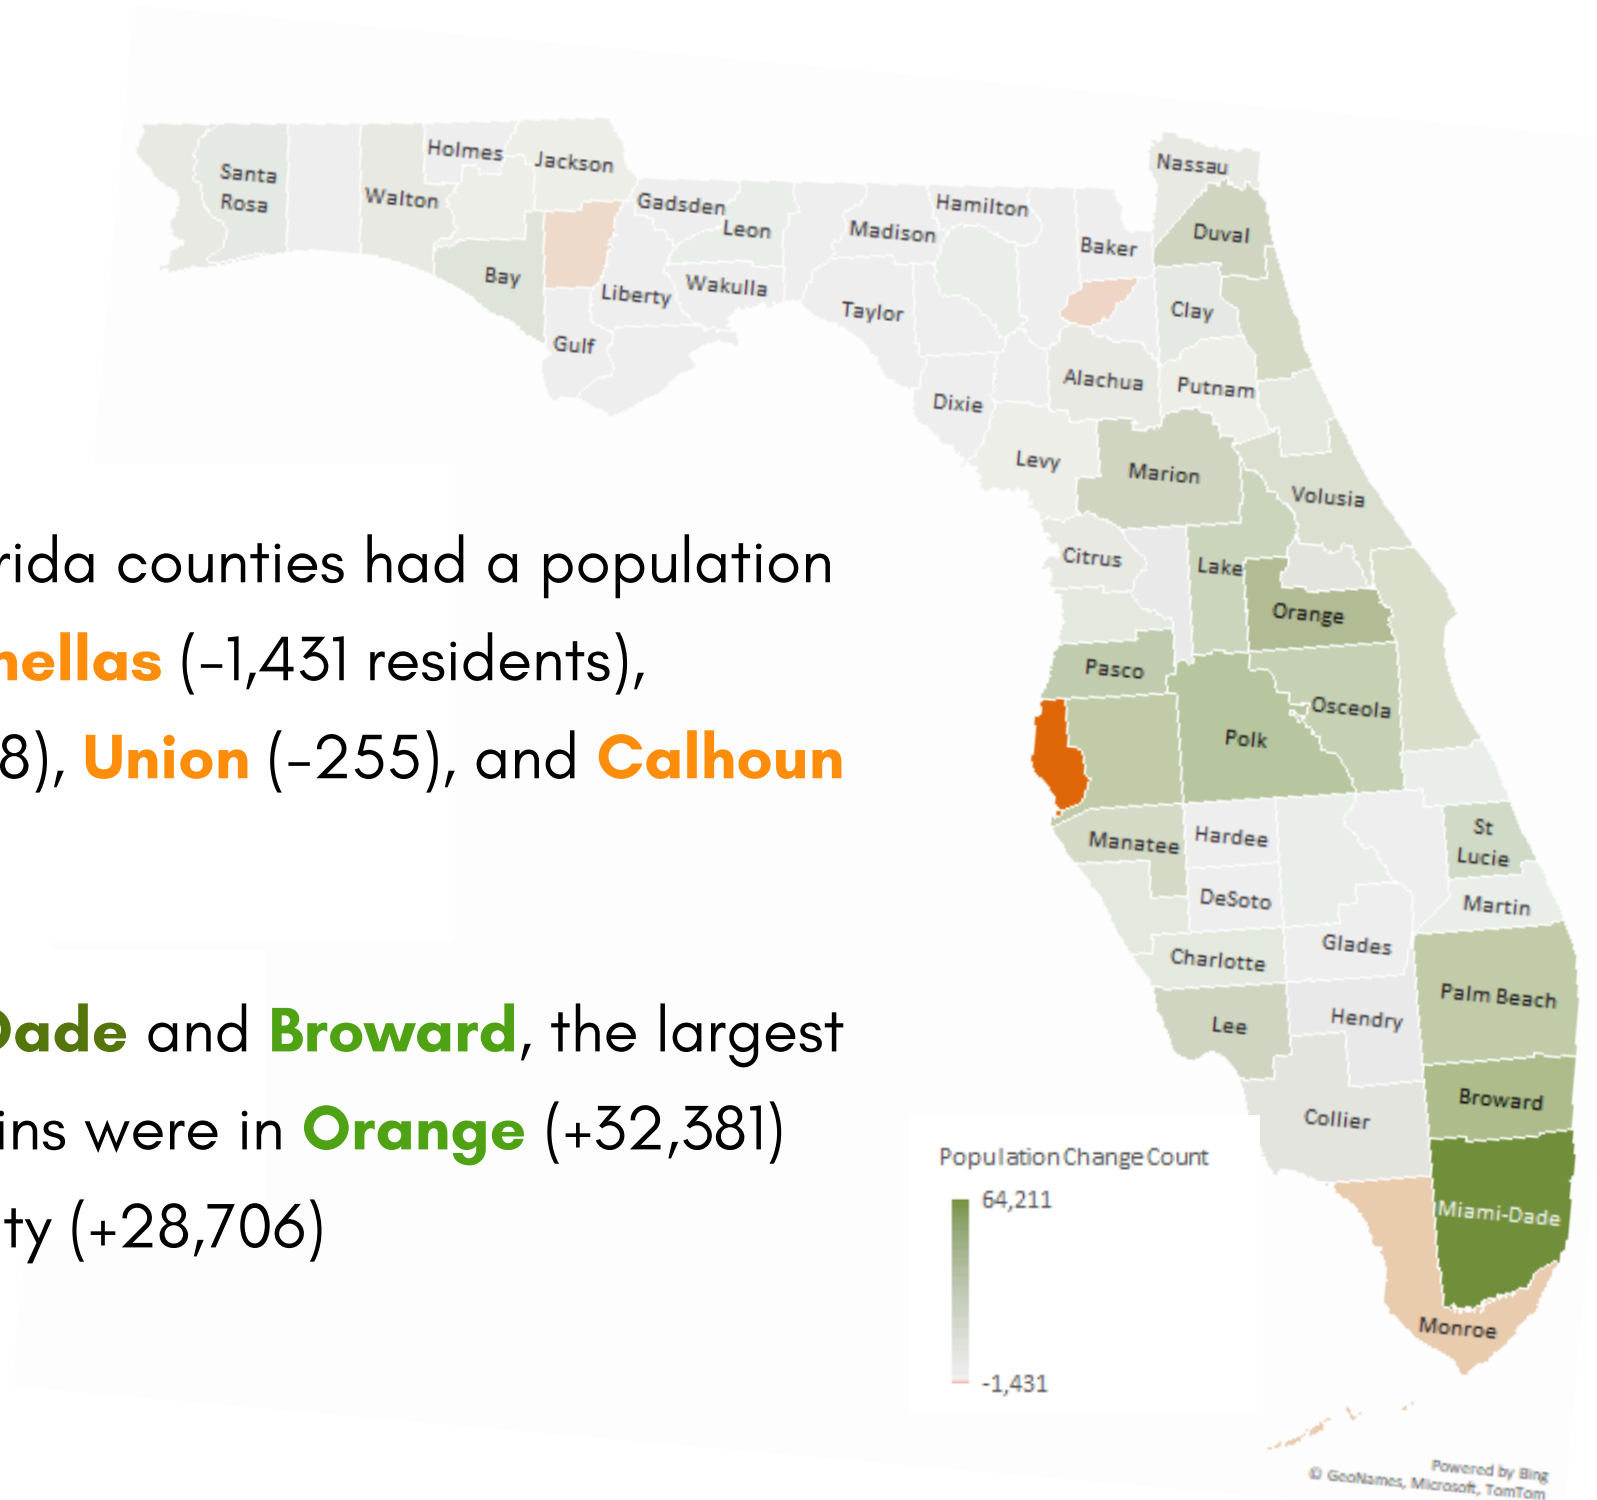 Nassau
Holmes
Jackson
Santa
Rosa
Walton
Gadsden
Hamilton
Leon
Madison
Duval
Baker
Bay
Liberty
Wakulla
Taylor
Clay
Gulf
Alachua
Putnam
Dixie
Levy
Marion
Volusia
rida counties had a population
nellas (-1,431 residents),
8), Union (-255), and Calhoun
Citrus
Lake
Orange
Pasco
Osceola
Polk
Manatee
Hardee
St
Lucie
DeSoto
Martin
Glades
Charlotte
Palm Beach
Lee
Hendry
Broward
Collier
Miami-Dade
Monroe
Dade and Broward, the largest
ins were in Orange (+32,381)
ty (+28,706)
Population Change Count
64,211
-1,431
Powered by Bing
© GeoNames, Microsoft, TomTom